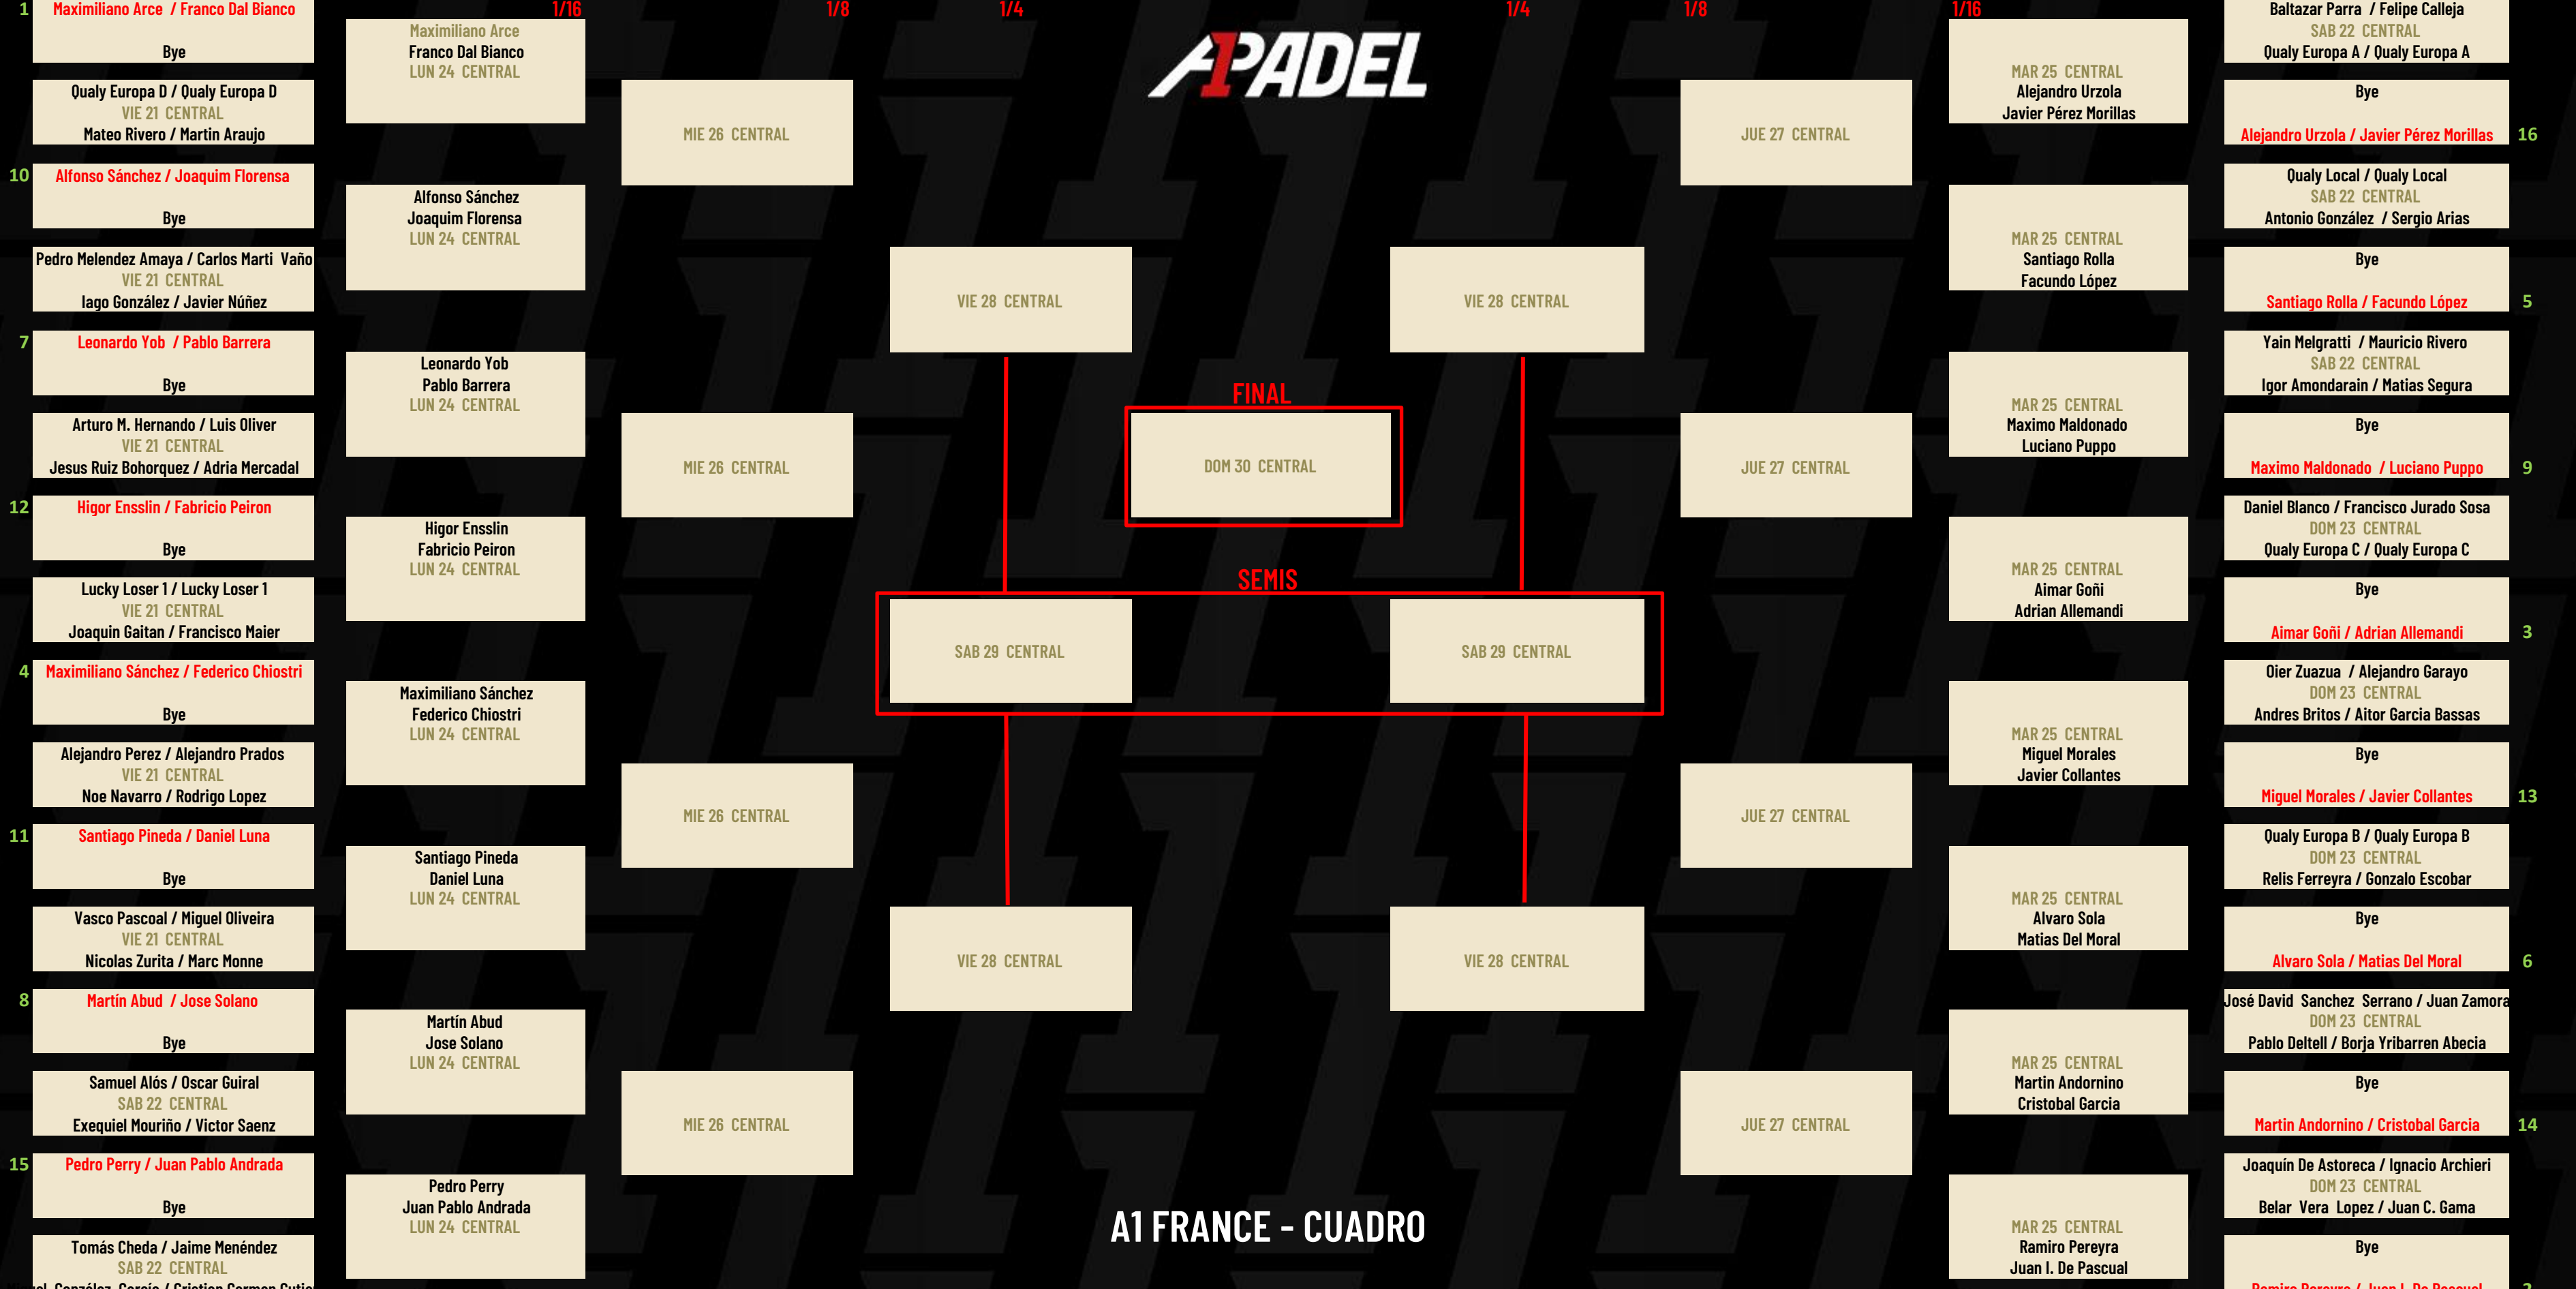 1/16
1/8
1/4
1/4
1/8
1/16
A1PADEL
1
Maximiliano Arce / Franco Dal Bianco
Bye
Qualy Europa D / Qualy Europa D
VIE 21 CENTRAL
Mateo Rivero / Martin Araujo
10
Alfonso Sánchez / Joaquim Florensa
Bye
Pedro Melendez Amaya / Carlos Marti Vaño
VIE 21 CENTRAL
Iago González / Javier Núñez
7
Leonardo Yob / Pablo Barrera
Bye
Arturo M. Hernando / Luis Oliver
VIE 21 CENTRAL
Jesus Ruiz Bohorquez / Adria Mercadal
12
Higor Ensslin / Fabricio Peiron
Bye
Lucky Loser 1 / Lucky Loser 1
VIE 21 CENTRAL
Joaquin Gaitan / Francisco Maier
4
Maximiliano Sánchez / Federico Chiostri
Bye
Alejandro Perez / Alejandro Prados
VIE 21 CENTRAL
Noe Navarro / Rodrigo Lopez
11
Santiago Pineda / Daniel Luna
Bye
Vasco Pascoal / Miguel Oliveira
VIE 21 CENTRAL
Nicolas Zurita / Marc Monne
8
Martín Abud / Jose Solano
Bye
Samuel Alós / Oscar Guiral
SAB 22 CENTRAL
Exequiel Mouriño / Victor Saenz
15
Pedro Perry / Juan Pablo Andrada
Bye
Tomás Cheda / Jaime Menéndez
SAB 22 CENTRAL
Maximiliano Arce
Franco Dal Bianco
LUN 24 CENTRAL
Alfonso Sánchez
Joaquim Florensa
LUN 24 CENTRAL
Leonardo Yob
Pablo Barrera
LUN 24 CENTRAL
Higor Ensslin
Fabricio Peiron
LUN 24 CENTRAL
Maximiliano Sánchez
Federico Chiostri
LUN 24 CENTRAL
Santiago Pineda
Daniel Luna
LUN 24 CENTRAL
Martín Abud
Jose Solano
LUN 24 CENTRAL
Pedro Perry
Juan Pablo Andrada
LUN 24 CENTRAL
MIE 26 CENTRAL
MIE 26 CENTRAL
MIE 26 CENTRAL
MIE 26 CENTRAL
VIE 28 CENTRAL
VIE 28 CENTRAL
FINAL
DOM 30 CENTRAL
SEMIS
SAB 29 CENTRAL
SAB 29 CENTRAL
VIE 28 CENTRAL
VIE 28 CENTRAL
A1 FRANCE - CUADRO
JUE 27 CENTRAL
JUE 27 CENTRAL
JUE 27 CENTRAL
JUE 27 CENTRAL
MAR 25 CENTRAL
Alejandro Urzola
Javier Pérez Morillas
MAR 25 CENTRAL
Santiago Rolla
Facundo López
MAR 25 CENTRAL
Maximo Maldonado
Luciano Puppo
MAR 25 CENTRAL
Aimar Goñi
Adrian Allemandi
MAR 25 CENTRAL
Miguel Morales
Javier Collantes
MAR 25 CENTRAL
Alvaro Sola
Matias Del Moral
MAR 25 CENTRAL
Martin Andornino
Cristobal Garcia
MAR 25 CENTRAL
Ramiro Pereyra
Juan I. De Pascual
Baltazar Parra / Felipe Calleja
SAB 22 CENTRAL
Qualy Europa A / Qualy Europa A
Bye
Alejandro Urzola / Javier Pérez Morillas
16
Qualy Local / Qualy Local
SAB 22 CENTRAL
Antonio González / Sergio Arias
Bye
Santiago Rolla / Facundo López
5
Yain Melgratti / Mauricio Rivero
SAB 22 CENTRAL
Igor Amondarain / Matias Segura
Bye
Maximo Maldonado / Luciano Puppo
9
Daniel Blanco / Francisco Jurado Sosa
DOM 23 CENTRAL
Qualy Europa C / Qualy Europa C
Bye
Aimar Goñi / Adrian Allemandi
3
Oier Zuazua / Alejandro Garayo
DOM 23 CENTRAL
Andres Britos / Aitor Garcia Bassas
Bye
Miguel Morales / Javier Collantes
13
Qualy Europa B / Qualy Europa B
DOM 23 CENTRAL
Relis Ferreyra / Gonzalo Escobar
Bye
Alvaro Sola / Matias Del Moral
6
José David Sanchez Serrano / Juan Zamora
DOM 23 CENTRAL
Pablo Deltell / Borja Yribarren Abecia
Bye
Martin Andornino / Cristobal Garcia
14
Joaquín De Astoreca / Ignacio Archieri
DOM 23 CENTRAL
Belar Vera Lopez / Juan C. Gama
Bye
Ramiro Pereyra / Juan I. De Pascual